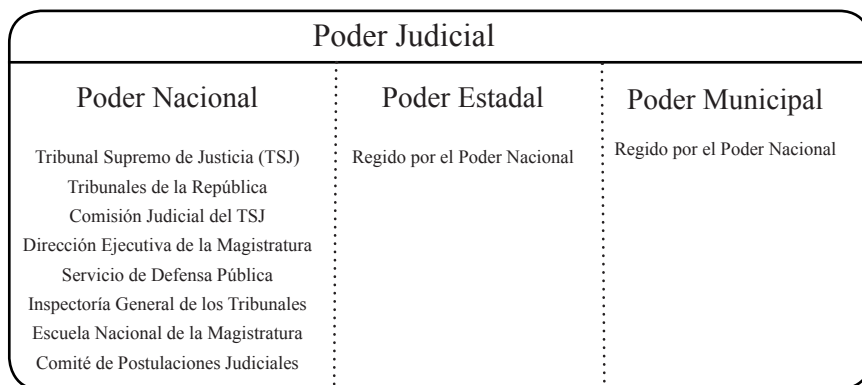 Poder Judicial
Poder Nacional
Tribunal Supremo de Justicia (TSJ)
Tribunales de la República
Comisión Judicial del TSJ
Dirección Ejecutiva de la Magistratura
Servicio de Defensa Pública
Inspectoría General de los Tribunales
Escuela Nacional de la Magistratura
Comité de Postulaciones Judiciales
Poder Estadal
Regido por el Poder Nacional
Poder Municipal
Regido por el Poder Nacional